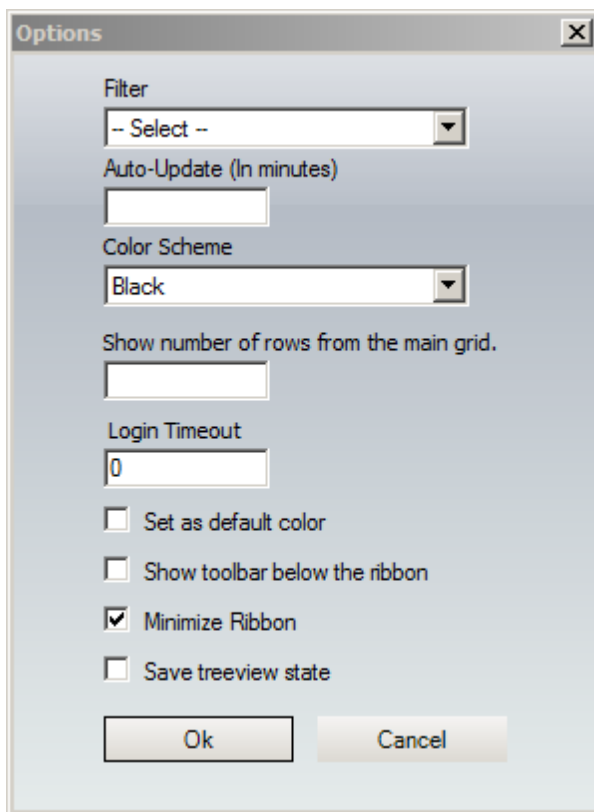 Options
Filter
-- Select --
Auto-Update (In minutes)
Color Scheme
Black
Show number of rows from the main grid.
Login Timeout
0
Set as default color
Show toolbar below the ribbon
Minimize Ribbon
Save treeview state
Ok Cancel